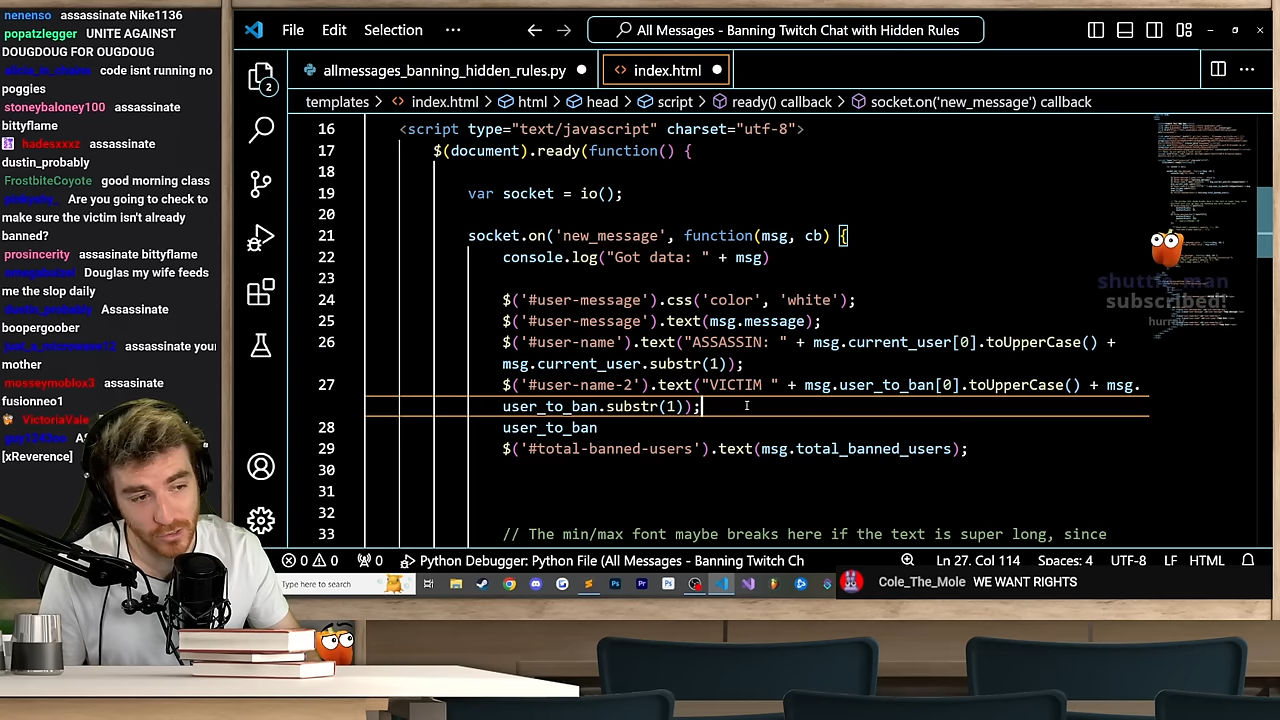 nenenso assassinate Nike1136
popatzlegger UNITE AGAINST
DOUGDOUG FOR OUGDOUG
code isnt running no
poggies
stoneybaloney100 assassinate
bittyflame
hadesxxxz assassinate
dustin_probably
FrostbiteCoyote good morning class
Are you going to check to
make sure the victim isn't already
banned?
prosincerity assassinate bittyflame
Douglas my wife feeds
me the slop daily
Assassinate
boopergoober
assassinate your
mother
mosseymoblox3 assasinate
fusionneo1
VictoriaVale
[xReverence]
File Edit Selection ···
All Messages - Banning Twitch Chat with Hidden Rules
allmessages_banning_hidden_rules.py
<> index.html
templates > <> index.html > html > head > script > ready() callback > socket.on('new_message') callback
16 <script type="text/javascript" charset="utf-8">
17 $(document).ready(function() {
18
19 var socket = io();
20
21 socket.on('new_message', function(msg, cb) {
22 console.log("Got data: " + msg)
23
24 $('#user-message').css('color', 'white');
25 $('#user-message').text(msg.message);
26 $('#user-name').text("ASSASSIN: " + msg.current_user[0].toUpperCase() +
msg.current_user.substr(1));
27 $('#user-name-2').text("VICTIM " + msg.user_to_ban[0].toUpperCase() + msg.
user_to_ban.substr(1));
28 user_to_ban
29 $('#total-banned-users').text(msg.total_banned_users);
30
31
32
33 // The min/max font maybe breaks here if the text is super long, since
shuttle_man
subscribed!
hurray
2
0 0 0 Python Debugger: Python File (All Messages - Banning Twitch Ch
Ln 27, Col 114 Spaces: 4 UTF-8 LF HTML
Type here to search
Cole_The_Mole WE WANT RIGHTS